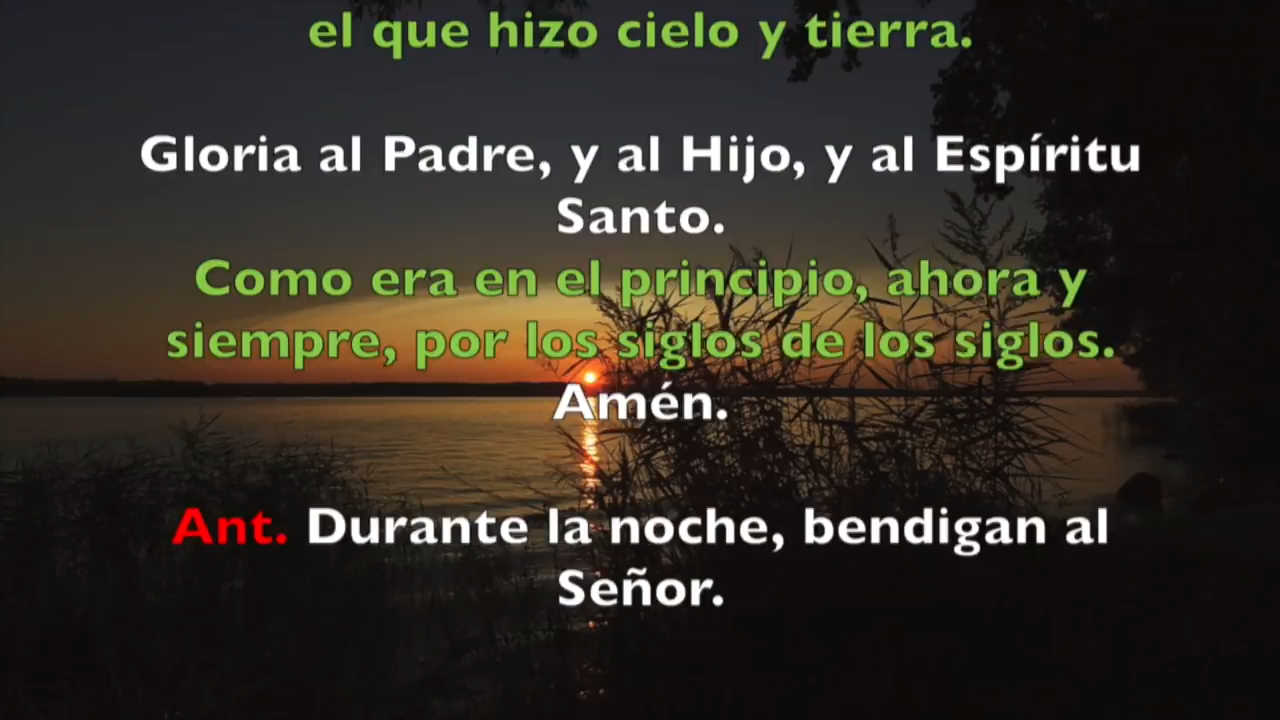 el que hizo cielo y tierra.
Gloria al Padre, y al Hijo, y al Espíritu
Santo.
Como era en el principio, ahora y
siempre, por los siglos de los siglos.
Amén.
Ant. Durante la noche, bendigan al
Señor.